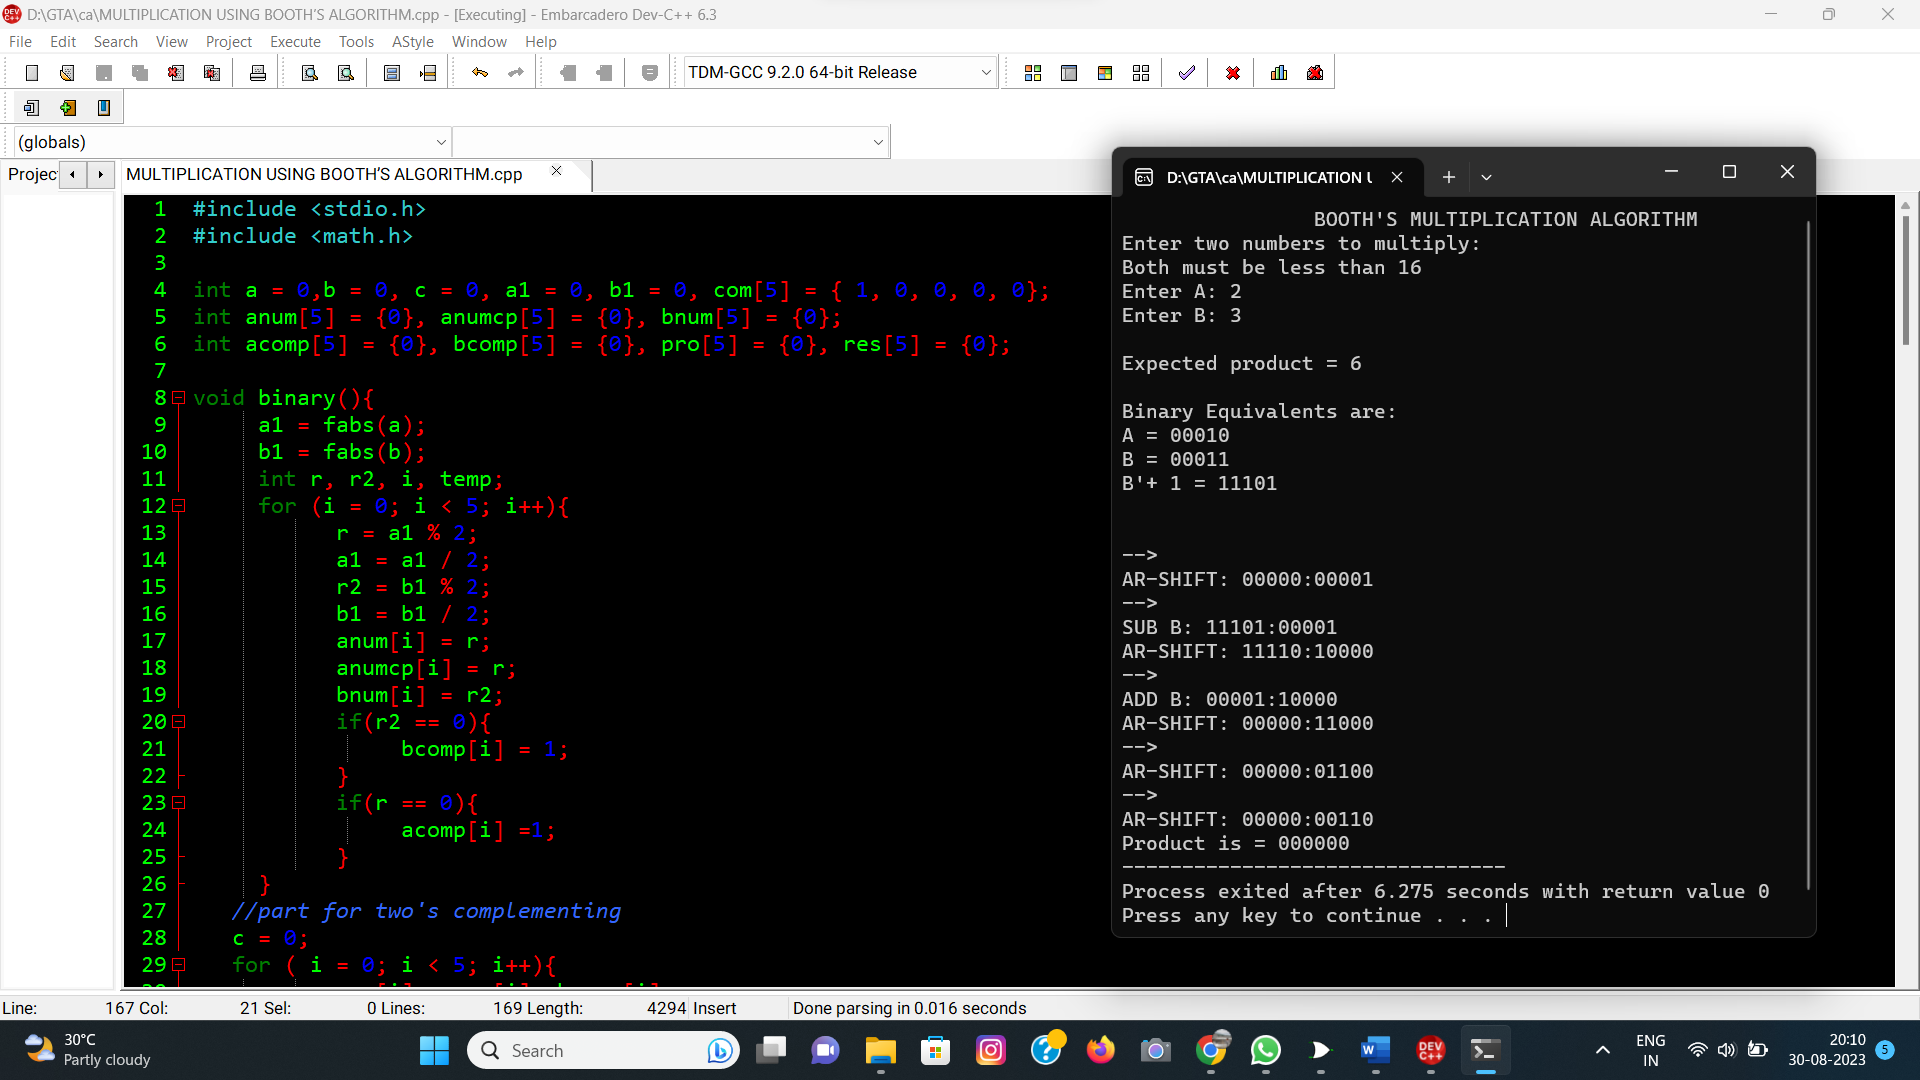 D:\GTA\ca\MULTIPLICATION USING BOOTH'S ALGORITHM.cpp - [Executing] - Embarcadero Dev-C++ 6.3
File Edit Search View Project Execute Tools AStyle Window Help
TDM-GCC 9.2.0 64-bit Release
(globals)
Projec
MULTIPLICATION USING BOOTH'S ALGORITHM.cpp
1 #include <stdio.h>
2 #include <math.h>
3
4 int a = 0,b = 0, c = 0, a1 = 0, b1 = 0, com[5] = { 1, 0, 0, 0, 0};
5 int anum[5] = {0}, anumcp[5] = {0}, bnum[5] = {0};
6 int acomp[5] = {0}, bcomp[5] = {0}, pro[5] = {0}, res[5] = {0};
7
8 void binary(){
9 a1 = fabs(a);
10 b1 = fabs(b);
11 int r, r2, i, temp;
12 for (i = 0; i < 5; i++){
13 r = a1 % 2;
14 a1 = a1 / 2;
15 r2 = b1 % 2;
16 b1 = b1 / 2;
17 anum[i] = r;
18 anumcp[i] = r;
19 bnum[i] = r2;
20 if(r2 == 0){
21 bcomp[i] = 1;
22 }
23 if(r == 0){
24 acomp[i] =1;
25 }
26 }
27 //part for two's complementing
28 c = 0;
29 for ( i = 0; i < 5; i++){
D:\GTA\ca\MULTIPLICATION U
BOOTH'S MULTIPLICATION ALGORITHM
Enter two numbers to multiply:
Both must be less than 16
Enter A: 2
Enter B: 3
Expected product = 6
Binary Equivalents are:
A = 00010
B = 00011
B'+ 1 = 11101
-->
AR-SHIFT: 00000:00001
-->
SUB B: 11101:00001
AR-SHIFT: 11110:10000
-->
ADD B: 00001:10000
AR-SHIFT: 00000:11000
-->
AR-SHIFT: 00000:01100
-->
AR-SHIFT: 00000:00110
Product is = 000000
--------------------------------
Process exited after 6.275 seconds with return value 0
Press any key to continue . . .
Line: 167 Col: 21 Sel: 0 Lines: 169 Length: 4294 Insert Done parsing in 0.016 seconds
30°C
Partly cloudy
Search
DEV C++
ENG
IN
20:10
30-08-2023
5